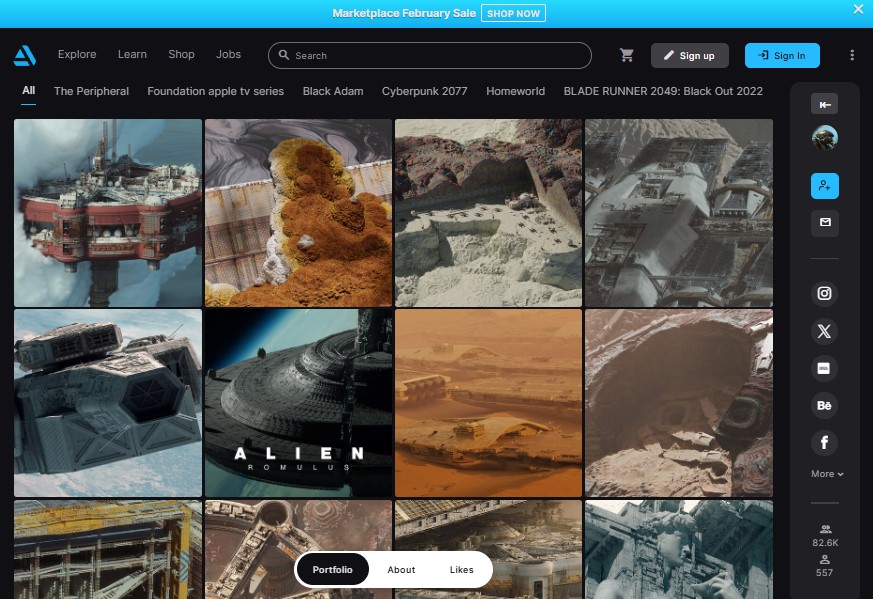 Marketplace February Sale SHOP NOW
Explore Learn Shop Jobs Search Sign up Sign In
All The Peripheral Foundation apple tv series Black Adam Cyberpunk 2077 Homeworld BLADE RUNNER 2049: Black Out 2022
ALIEN
ROMULUS
Bē
More
82.6K
557
Portfolio About Likes